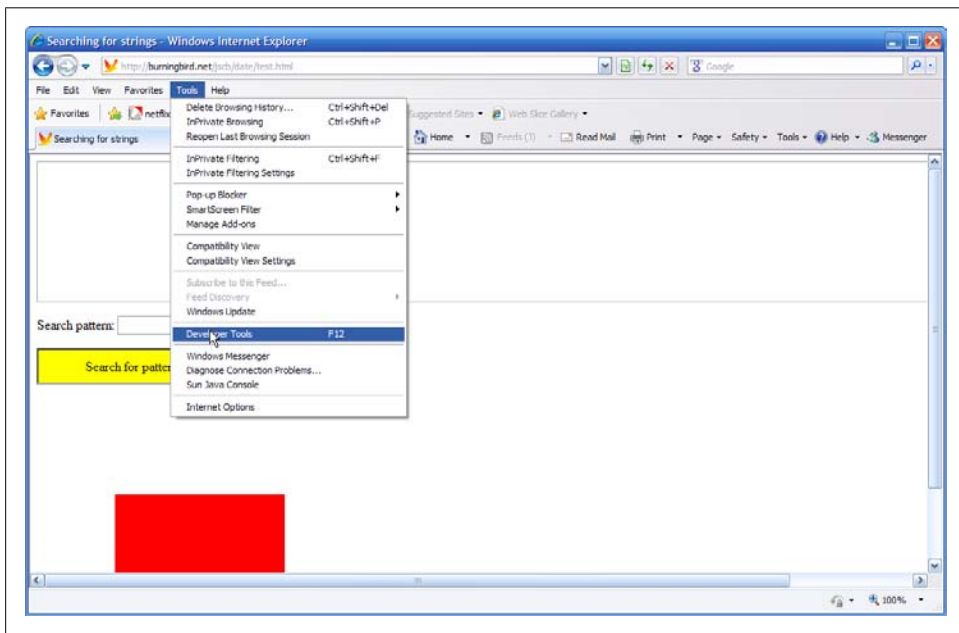 Searching for strings - Windows Internet Explorer
http://burningbird.net/jscb/date/test.html
Google
File Edit View Favorites Tools Help
Favorites Suggested Sites Web Slice Gallery
Searching for strings
Home Feeds (1) Read Mail Print Page Safety Tools Help Messenger
Delete Browsing History... Ctrl+Shift+Del
InPrivate Browsing Ctrl+Shift+P
Reopen Last Browsing Session
InPrivate Filtering Ctrl+Shift+F
InPrivate Filtering Settings
Pop-up Blocker
SmartScreen Filter
Manage Add-ons
Compatibility View
Compatibility View Settings
Subscribe to this Feed...
Feed Discovery
Windows Update
Developer Tools F12
Windows Messenger
Diagnose Connection Problems...
Sun Java Console
Internet Options
Search pattern:
Search for
100%